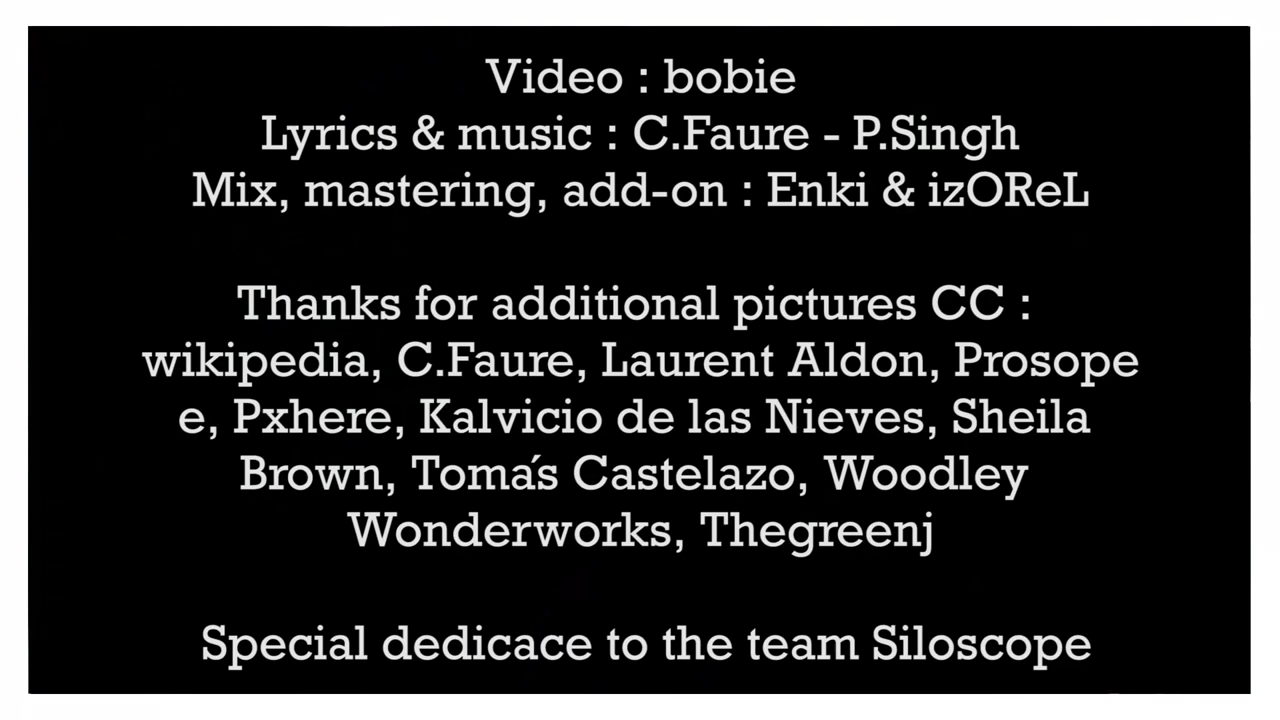 Video : bobie
Lyrics & music : C.Faure - P.Singh
Mix, mastering, add-on : Enki & izOReL
Thanks for additional pictures CC :
wikipedia, C.Faure, Laurent Aldon, Prosope
e, Pxhere, Kalvicio de las Nieves, Sheila
Brown, Tomás Castelazo, Woodley
Wonderworks, Thegreenj
Special dedicace to the team Siloscope